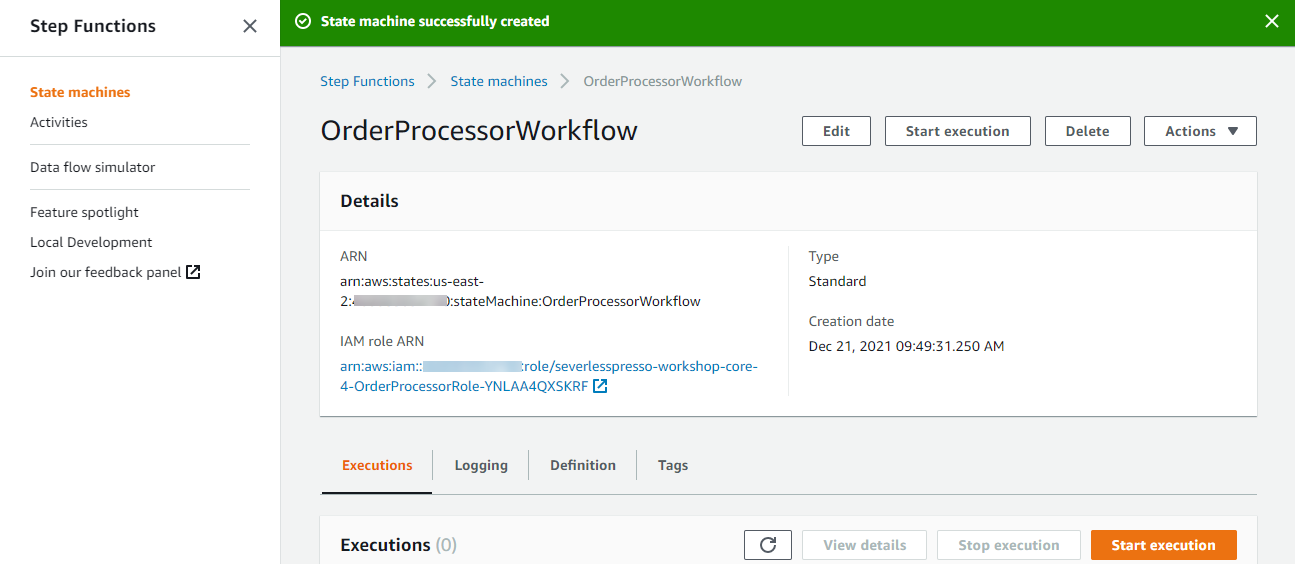 Step Functions
State machines
Activities
Data flow simulator
Feature spotlight
Local Development
Join our feedback panel
State machine successfully created
Step Functions State machines OrderProcessorWorkflow
OrderProcessorWorkflow
Edit Start execution Delete Actions
Details
ARN
arn:aws:states:us-east-
2: :stateMachine:OrderProcessorWorkflow
IAM role ARN
arn:aws:iam:: :role/severlesspresso-workshop-core-
4-OrderProcessorRole-YNLAA4QXSKRF
Type
Standard
Creation date
Dec 21, 2021 09:49:31.250 AM
Executions Logging Definition Tags
Executions (0) View details Stop execution Start execution